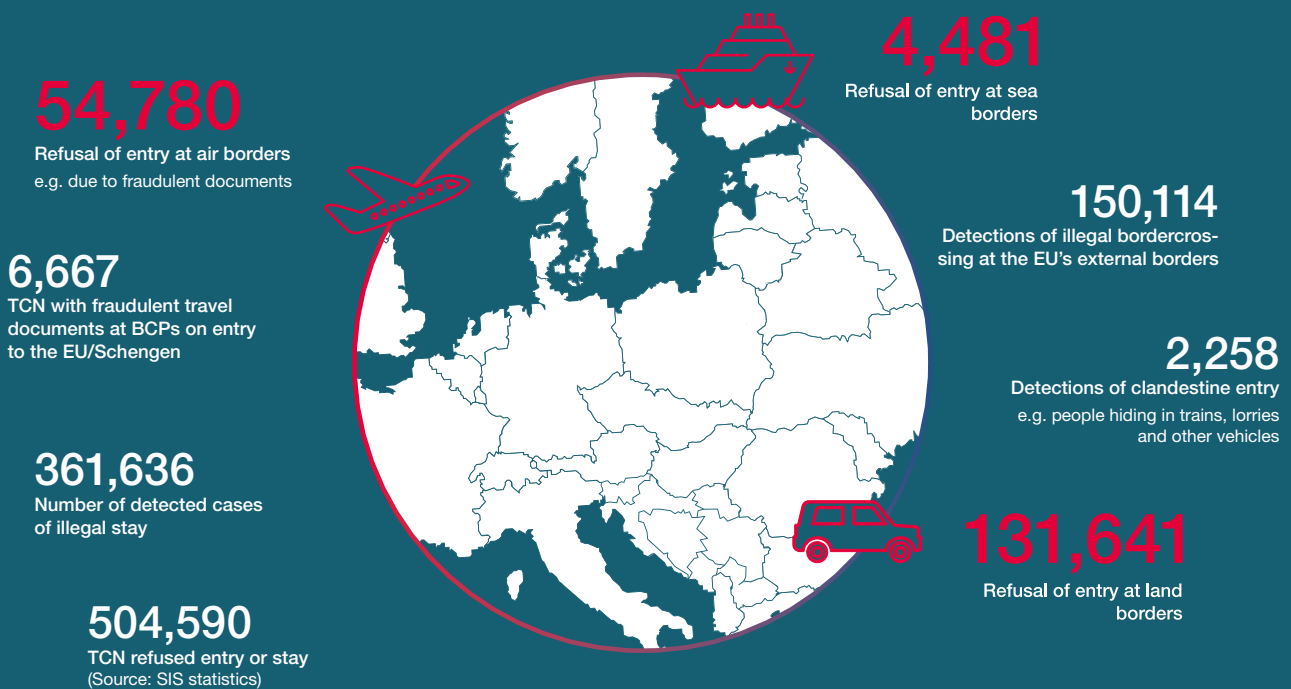 54,780
Refusal of entry at air borders
e.g. due to fraudulent documents
6,667
TCN with fraudulent travel
documents at BCPs on entry
to the EU/Schengen
361,636
Number of detected cases
of illegal stay
504,590
TCN refused entry or stay
(Source: SIS statistics)
4,481
Refusal of entry at sea
borders
150,114
Detections of illegal bordercros-
sing at the EU's external borders
2,258
Detections of clandestine entry
e.g. people hiding in trains, lorries
and other vehicles
131,641
Refusal of entry at land
borders